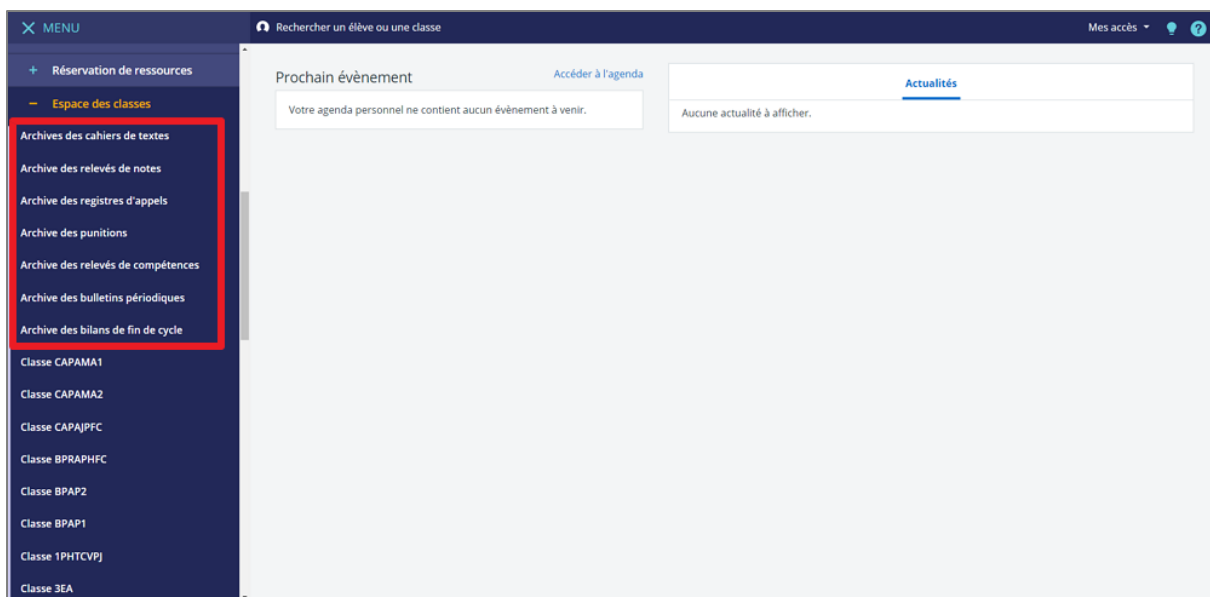 MENU
Rechercher un élève ou une classe
Mes accès
+ Réservation de ressources
− Espace des classes
Archives des cahiers de textes
Archive des relevés de notes
Archive des registres d'appels
Archive des punitions
Archive des relevés de compétences
Archive des bulletins périodiques
Archive des bilans de fin de cycle
Classe CAPAMA1
Classe CAPAMA2
Classe CAPAJPFC
Classe BPRAPHFC
Classe BPAP2
Classe BPAP1
Classe 1PHTCVPJ
Classe 3EA
Prochain évènement
Accéder à l'agenda
Votre agenda personnel ne contient aucun évènement à venir.
Actualités
Aucune actualité à afficher.